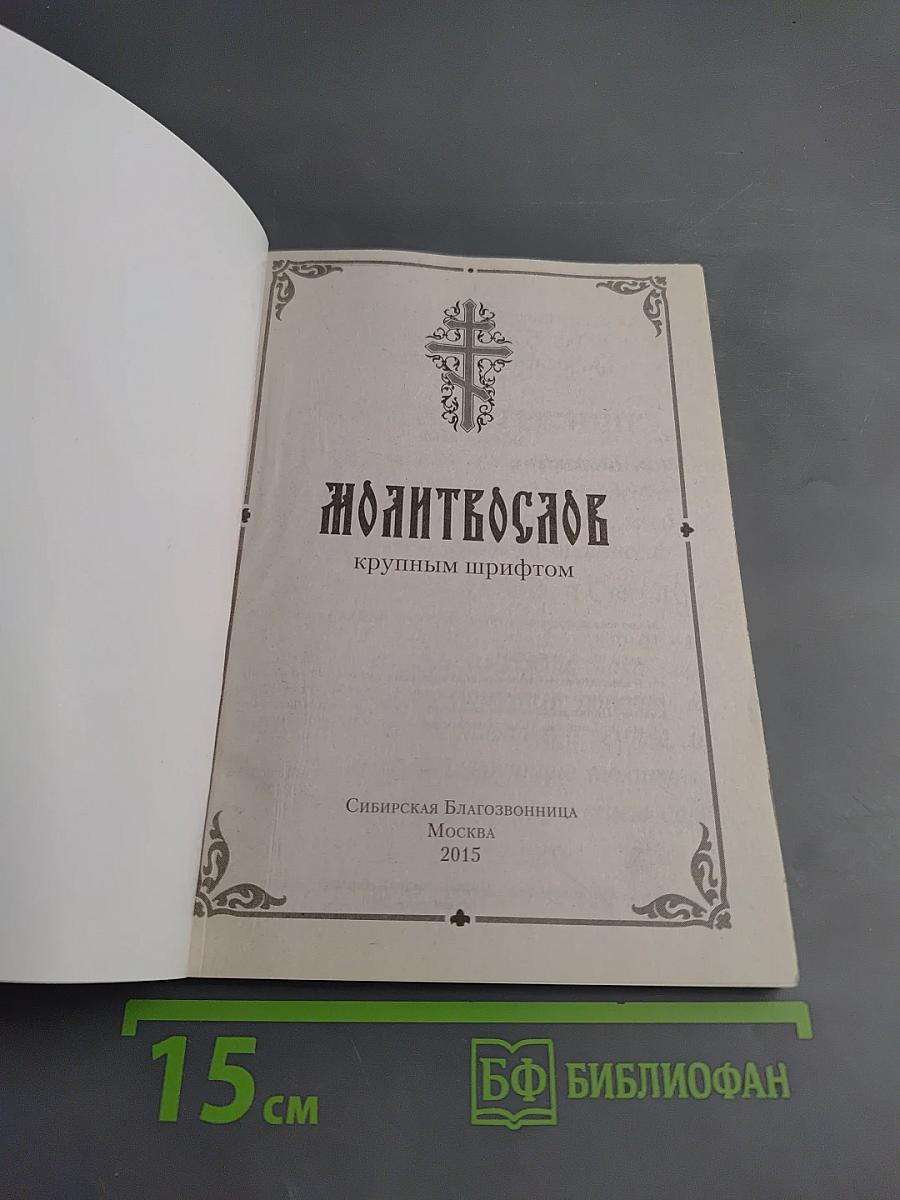 МОЛИТВОСЛОВ
крупным шрифтом
Сибирская Благозвонница
Москва
2015
15 см
БФ БИБЛИОФАН